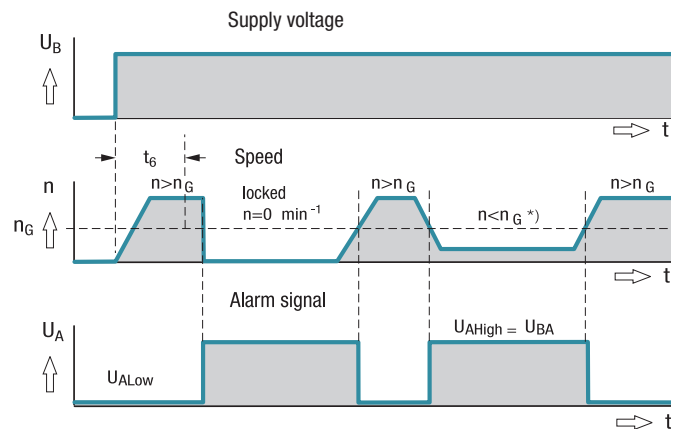 Supply voltage
U_B
t
t_6
Speed
n
n>n_G
locked
n=0 min⁻¹
n>n_G
n<n_G *)
n>n_G
n_G
t
Alarm signal
U_A
U_ALow
U_AHigh = U_BA
t